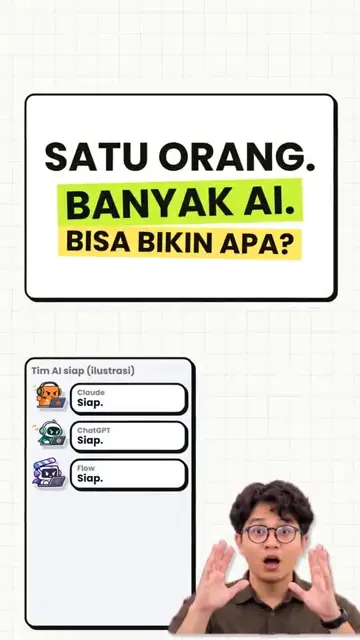 SATU ORANG.
BANYAK AI.
BISA BIKIN APA?
Tim AI siap (ilustrasi)
Claude
Siap.
ChatGPT
Siap.
Flow
Siap.